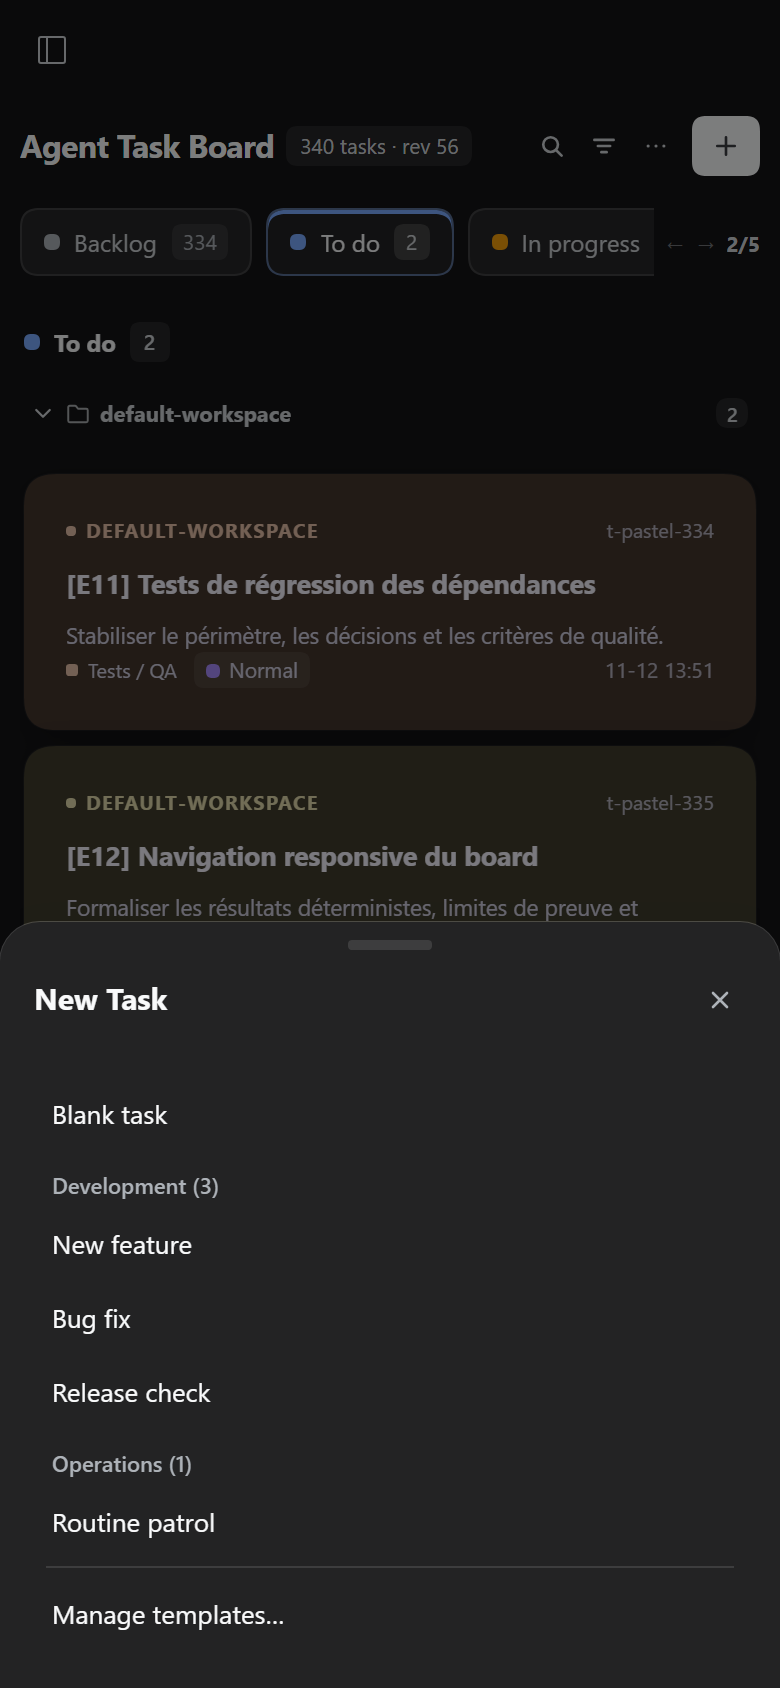 Agent Task Board
340 tasks · rev 56
Backlog 334
To do 2
In progress
← → 2/5
To do 2
default-workspace 2
DEFAULT-WORKSPACE t-pastel-334
[E11] Tests de régression des dépendances
Stabiliser le périmètre, les décisions et les critères de qualité.
Tests / QA Normal 11-12 13:51
DEFAULT-WORKSPACE t-pastel-335
[E12] Navigation responsive du board
Formaliser les résultats déterministes, limites de preuve et
New Task
Blank task
Development (3)
New feature
Bug fix
Release check
Operations (1)
Routine patrol
Manage templates...